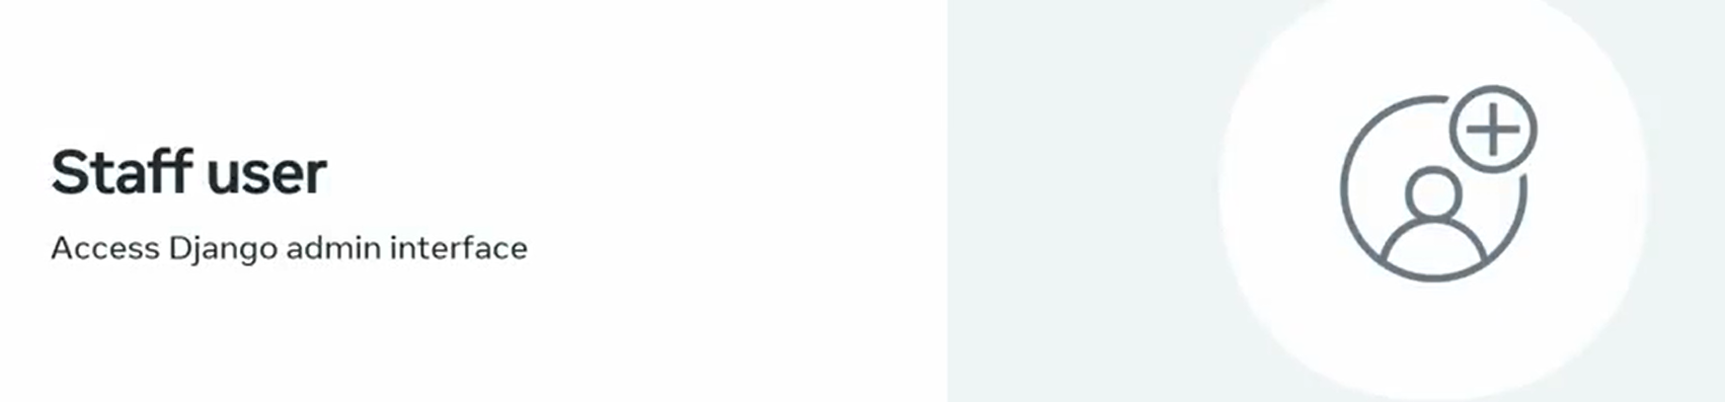 Staff user
Access Django admin interface